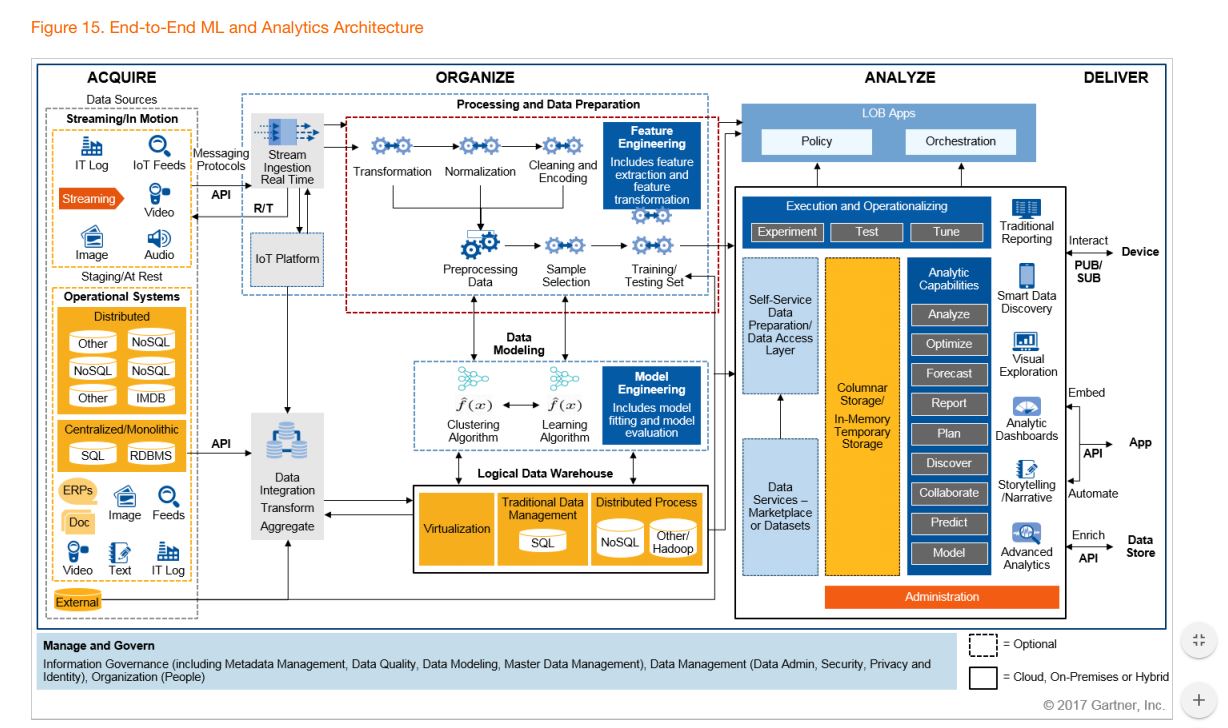 Figure 15. End-to-End ML and Analytics Architecture
ACQUIRE
ORGANIZE
ANALYZE
DELIVER
Data Sources
Streaming/In Motion
IT Log
IoT Feeds
Streaming
Video
Image
Audio
Staging/At Rest
Operational Systems
Distributed
Other
NoSQL
NoSQL
NoSQL
Other
IMDB
Centralized/Monolithic
SQL
RDBMS
ERPs
Image
Feeds
Doc
Video
Text
IT Log
External
Messaging
Protocols
API
R/T
API
Processing and Data Preparation
Stream
Ingestion
Real Time
IoT Platform
Data
Integration
Transform
Aggregate
Transformation
Normalization
Cleaning and
Encoding
Feature
Engineering
Includes feature
extraction and
feature
transformation
Preprocessing
Data
Sample
Selection
Training/
Testing Set
Data
Modeling
f̂(x)
f̂(x)
Clustering
Algorithm
Learning
Algorithm
Model
Engineering
Includes model
fitting and model
evaluation
Logical Data Warehouse
Virtualization
Traditional Data
Management
SQL
Distributed Process
NoSQL
Other/
Hadoop
LOB Apps
Policy
Orchestration
Execution and Operationalizing
Experiment
Test
Tune
Self-Service
Data
Preparation/
Data Access
Layer
Data
Services –
Marketplace
or Datasets
Columnar
Storage/
In-Memory
Temporary
Storage
Analytic
Capabilities
Analyze
Optimize
Forecast
Report
Plan
Discover
Collaborate
Predict
Model
Administration
Traditional
Reporting
Smart Data
Discovery
Visual
Exploration
Analytic
Dashboards
Storytelling
/Narrative
Advanced
Analytics
Interact
PUB/
SUB
Device
Embed
API
App
Automate
Enrich
API
Data
Store
Manage and Govern
Information Governance (including Metadata Management, Data Quality, Data Modeling, Master Data Management), Data Management (Data Admin, Security, Privacy and
Identity), Organization (People)
= Optional
= Cloud, On-Premises or Hybrid
© 2017 Gartner, Inc.